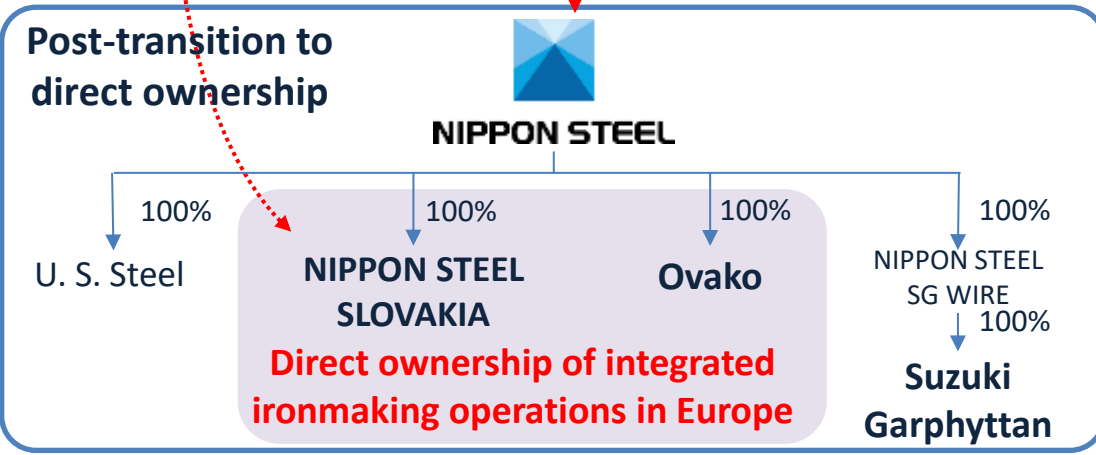 Post-transition to
direct ownership
NIPPON STEEL
100%
100%
100%
100%
U. S. Steel
NIPPON STEEL
SLOVAKIA
Ovako
NIPPON STEEL
SG WIRE
100%
Direct ownership of integrated
ironmaking operations in Europe
Suzuki
Garphyttan